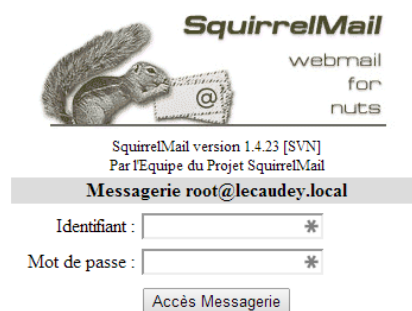 SquirrelMail
webmail
for
nuts
@
SquirrelMail version 1.4.23 [SVN]
Par l'Equipe du Projet SquirrelMail
Messagerie root@lecaudey.local
Identifiant :
Mot de passe :
Accès Messagerie